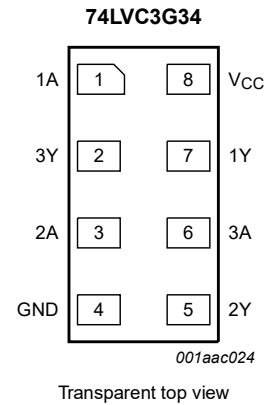 74LVC3G34
1A 1 8 VCC
3Y 2 7 1Y
2A 3 6 3A
GND 4 5 2Y
001aac024
Transparent top view